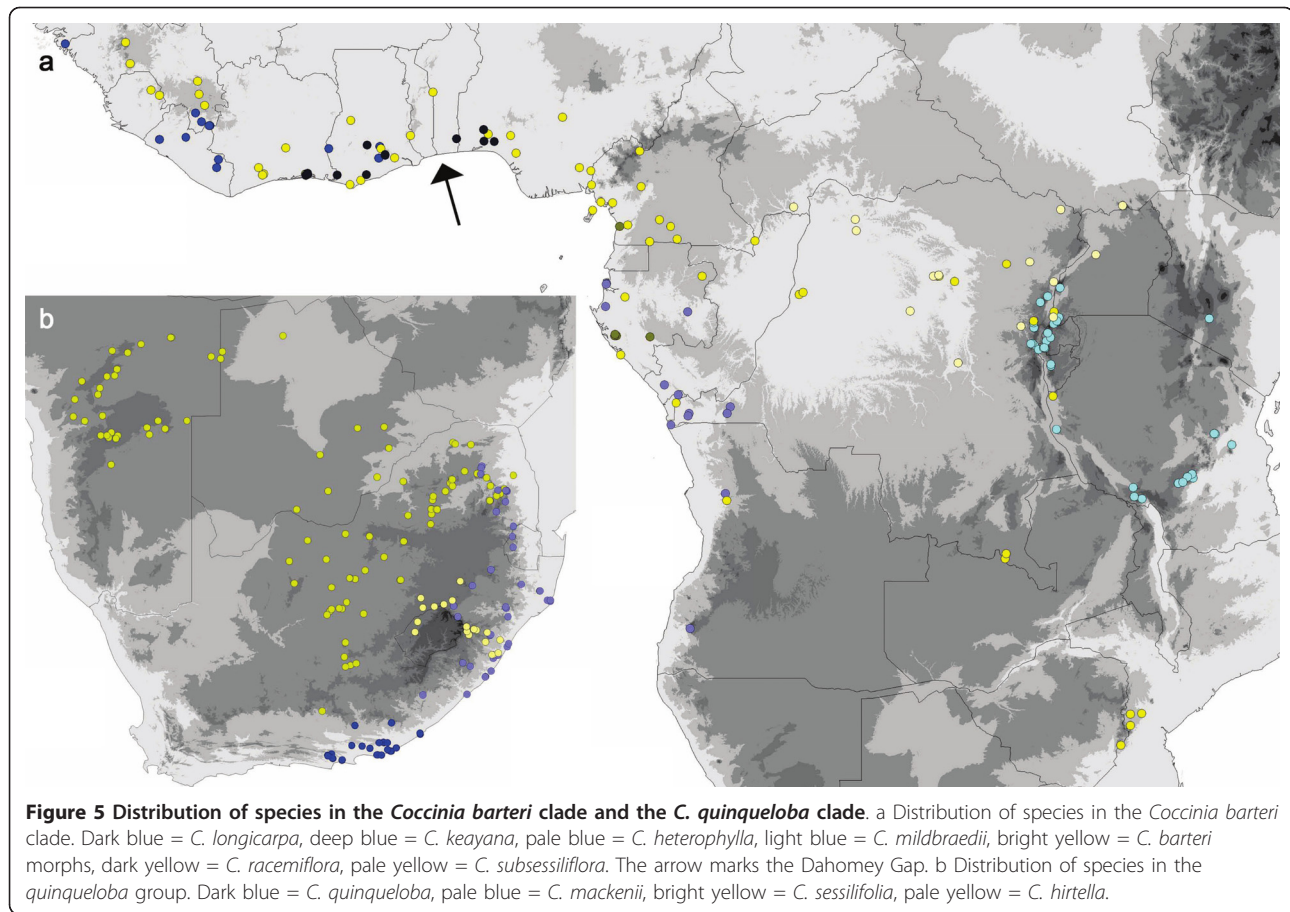 a
b
Figure 5 Distribution of species in the Coccinia barteri clade and the C. quinqueloba clade. a Distribution of species in the Coccinia barteri
clade. Dark blue = C. longicarpa, deep blue = C. keayana, pale blue = C. heterophylla, light blue = C. mildbraedii, bright yellow = C. barteri
morphs, dark yellow = C. racemiflora, pale yellow = C. subsessiliflora. The arrow marks the Dahomey Gap. b Distribution of species in the
quinqueloba group. Dark blue = C. quinqueloba, pale blue = C. mackenii, bright yellow = C. sessilifolia, pale yellow = C. hirtella.